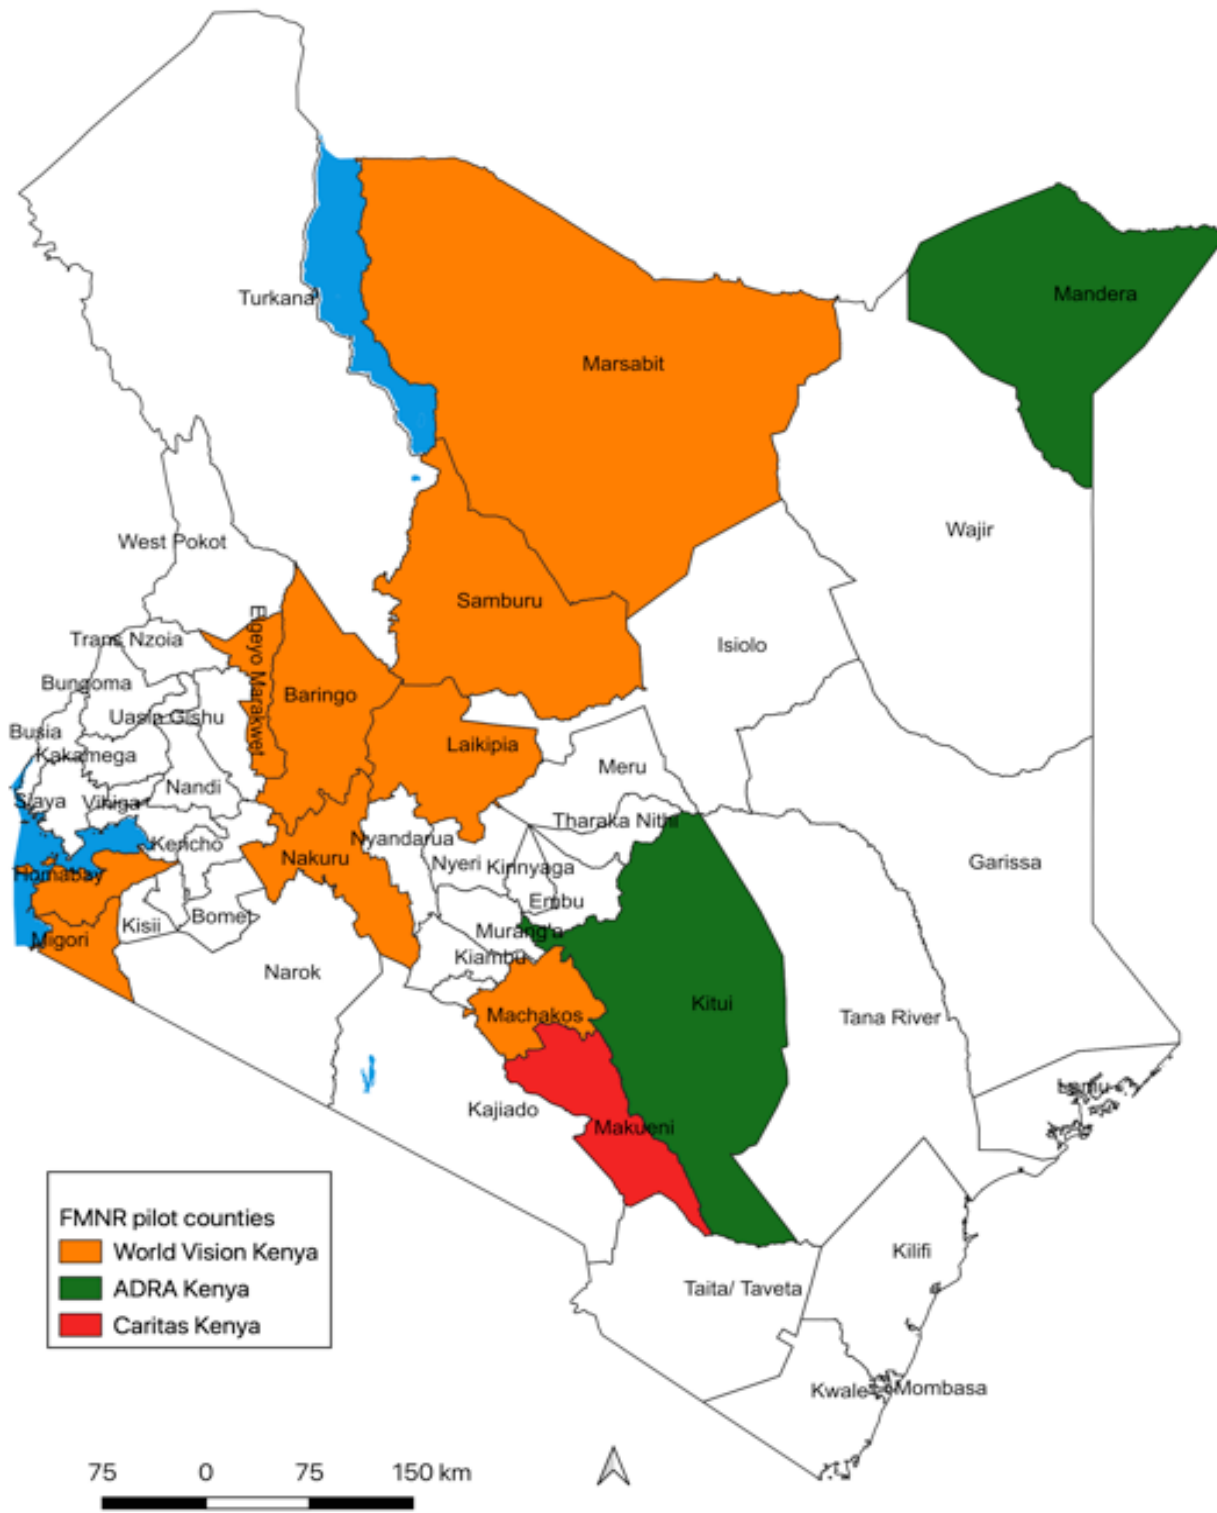 Mandera
Turkana
Marsabit
Wajir
West Pokot
Samburu
Elgeyo Marakwet
Trans Nzoia
Isiolo
Bungoma
Baringo
Uasin Gishu
Busia
Laikipia
Kakamega
Meru
Nandi
Siaya
Vihiga
Tharaka Nithi
Nyandarua
Kericho
Nakuru
Nyeri
Kirinyaga
Garissa
Homabay
Embu
Bomet
Kisii
Murang'a
Migori
Kiambu
Narok
Kitui
Machakos
Tana River
Lamu
Kajiado
Makueni
FMNR pilot counties
World Vision Kenya
ADRA Kenya
Caritas Kenya
Kilifi
Taita/ Taveta
Kwale
Mombasa
75 0 75 150 km